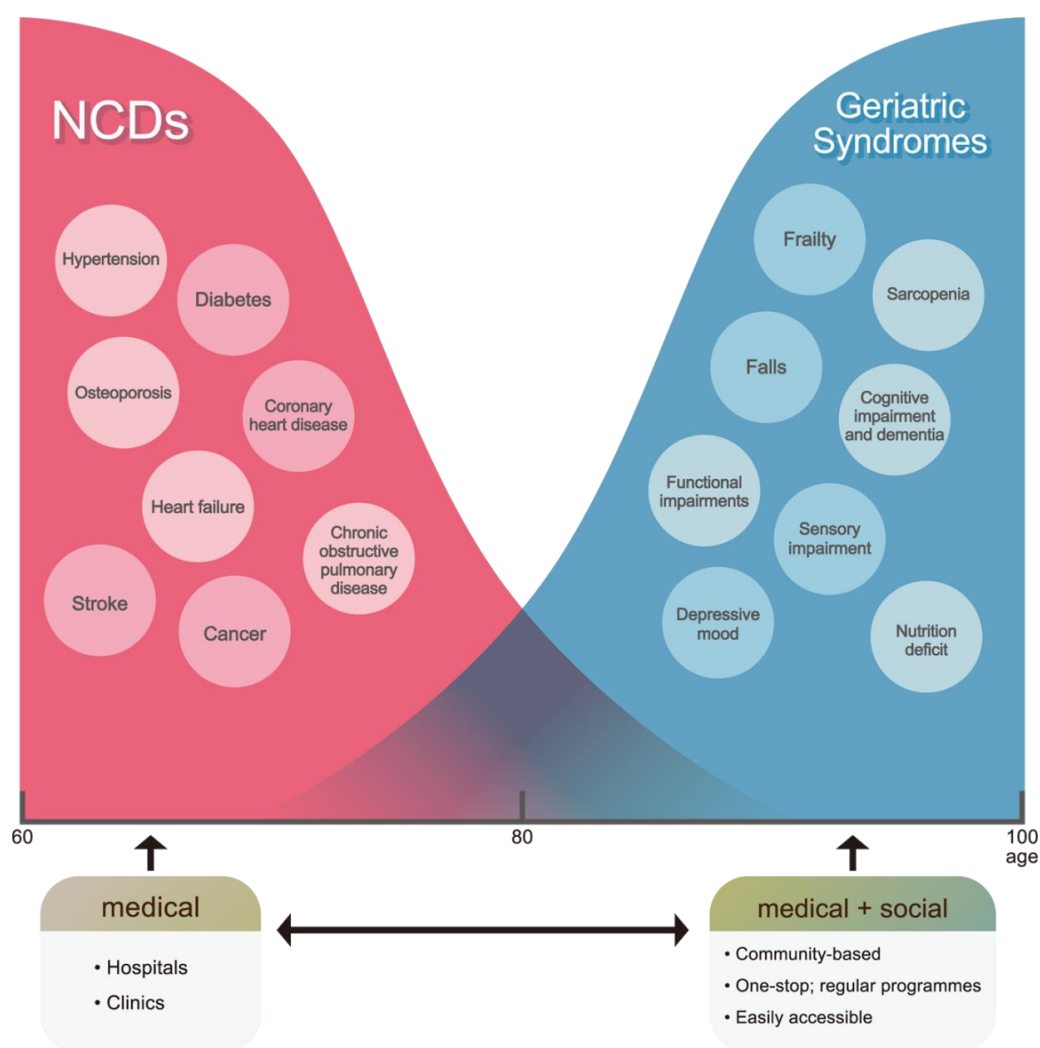 NCDs
Hypertension
Diabetes
Osteoporosis
Coronary
heart disease
Heart failure
Chronic
obstructive
pulmonary
disease
Stroke
Cancer
Geriatric
Syndromes
Frailty
Sarcopenia
Falls
Cognitive
impairment
and dementia
Functional
impairments
Sensory
impairment
Depressive
mood
Nutrition
deficit
60
80
100
age
medical
• Hospitals
• Clinics
medical + social
• Community-based
• One-stop; regular programmes
• Easily accessible